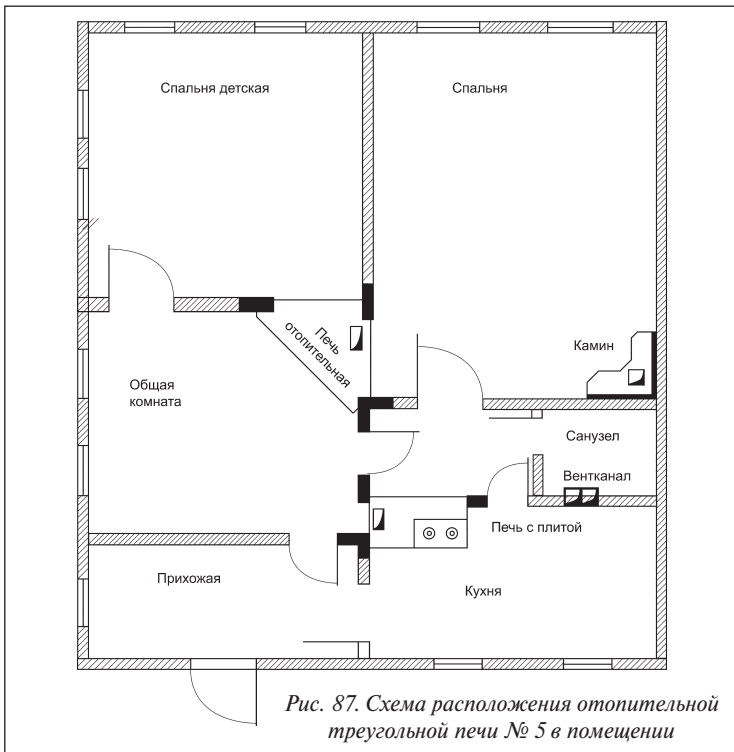 Спальня детская
Спальня
Печь
отопительная
Камин
Общая
комната
Санузел
Вентканал
Печь с плитой
Прихожая
Кухня
Рис. 87. Схема расположения отопительной
треугольной печи № 5 в помещении